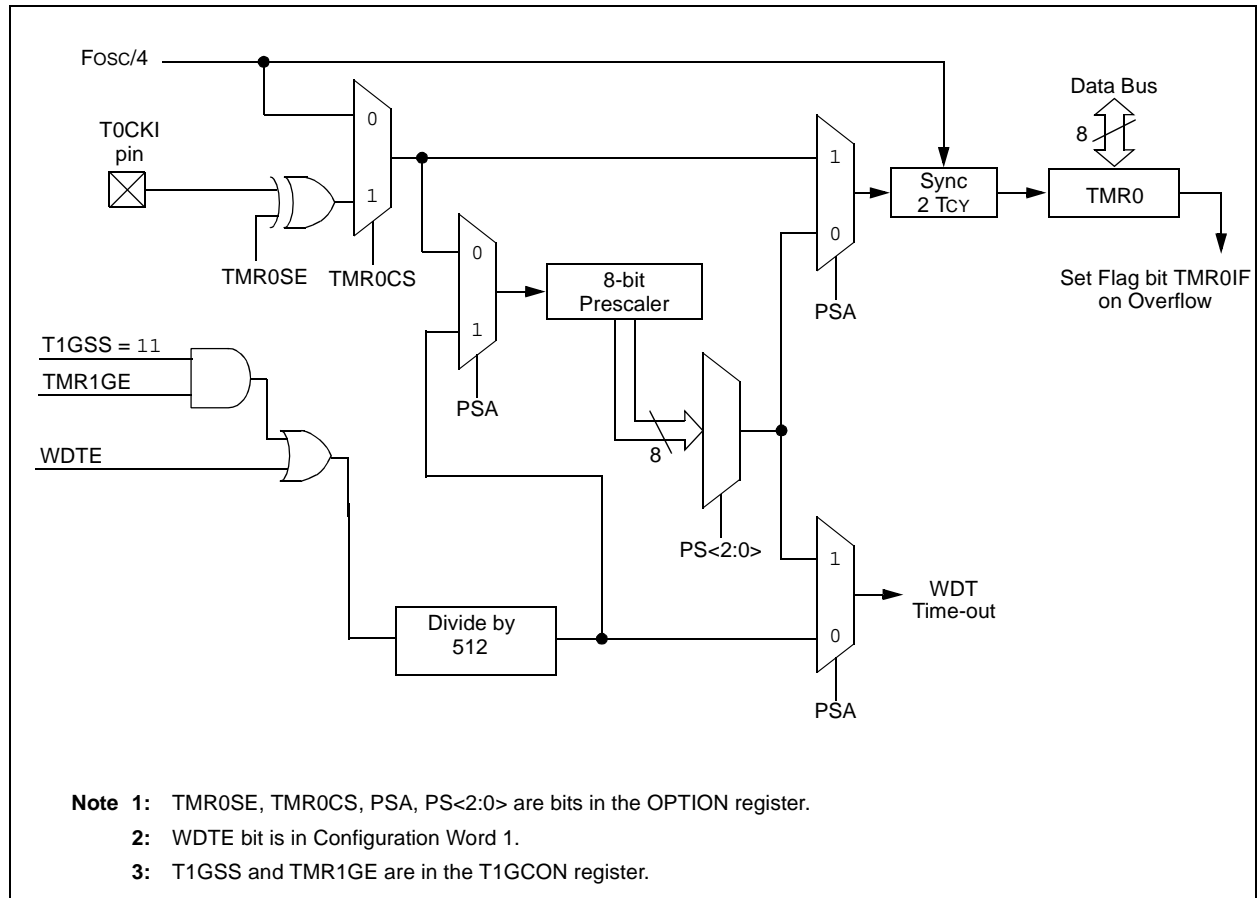 FOSC/4
Data Bus
8
T0CKI
pin
0
1
TMR0SE
TMR0CS
0
1
PSA
8-bit
Prescaler
8
PS<2:0>
1
0
PSA
Sync
2 TCY
TMR0
Set Flag bit TMR0IF
on Overflow
T1GSS = 11
TMR1GE
WDTE
Divide by
512
1
0
PSA
WDT
Time-out
Note 1: TMR0SE, TMR0CS, PSA, PS<2:0> are bits in the OPTION register.
2: WDTE bit is in Configuration Word 1.
3: T1GSS and TMR1GE are in the T1GCON register.